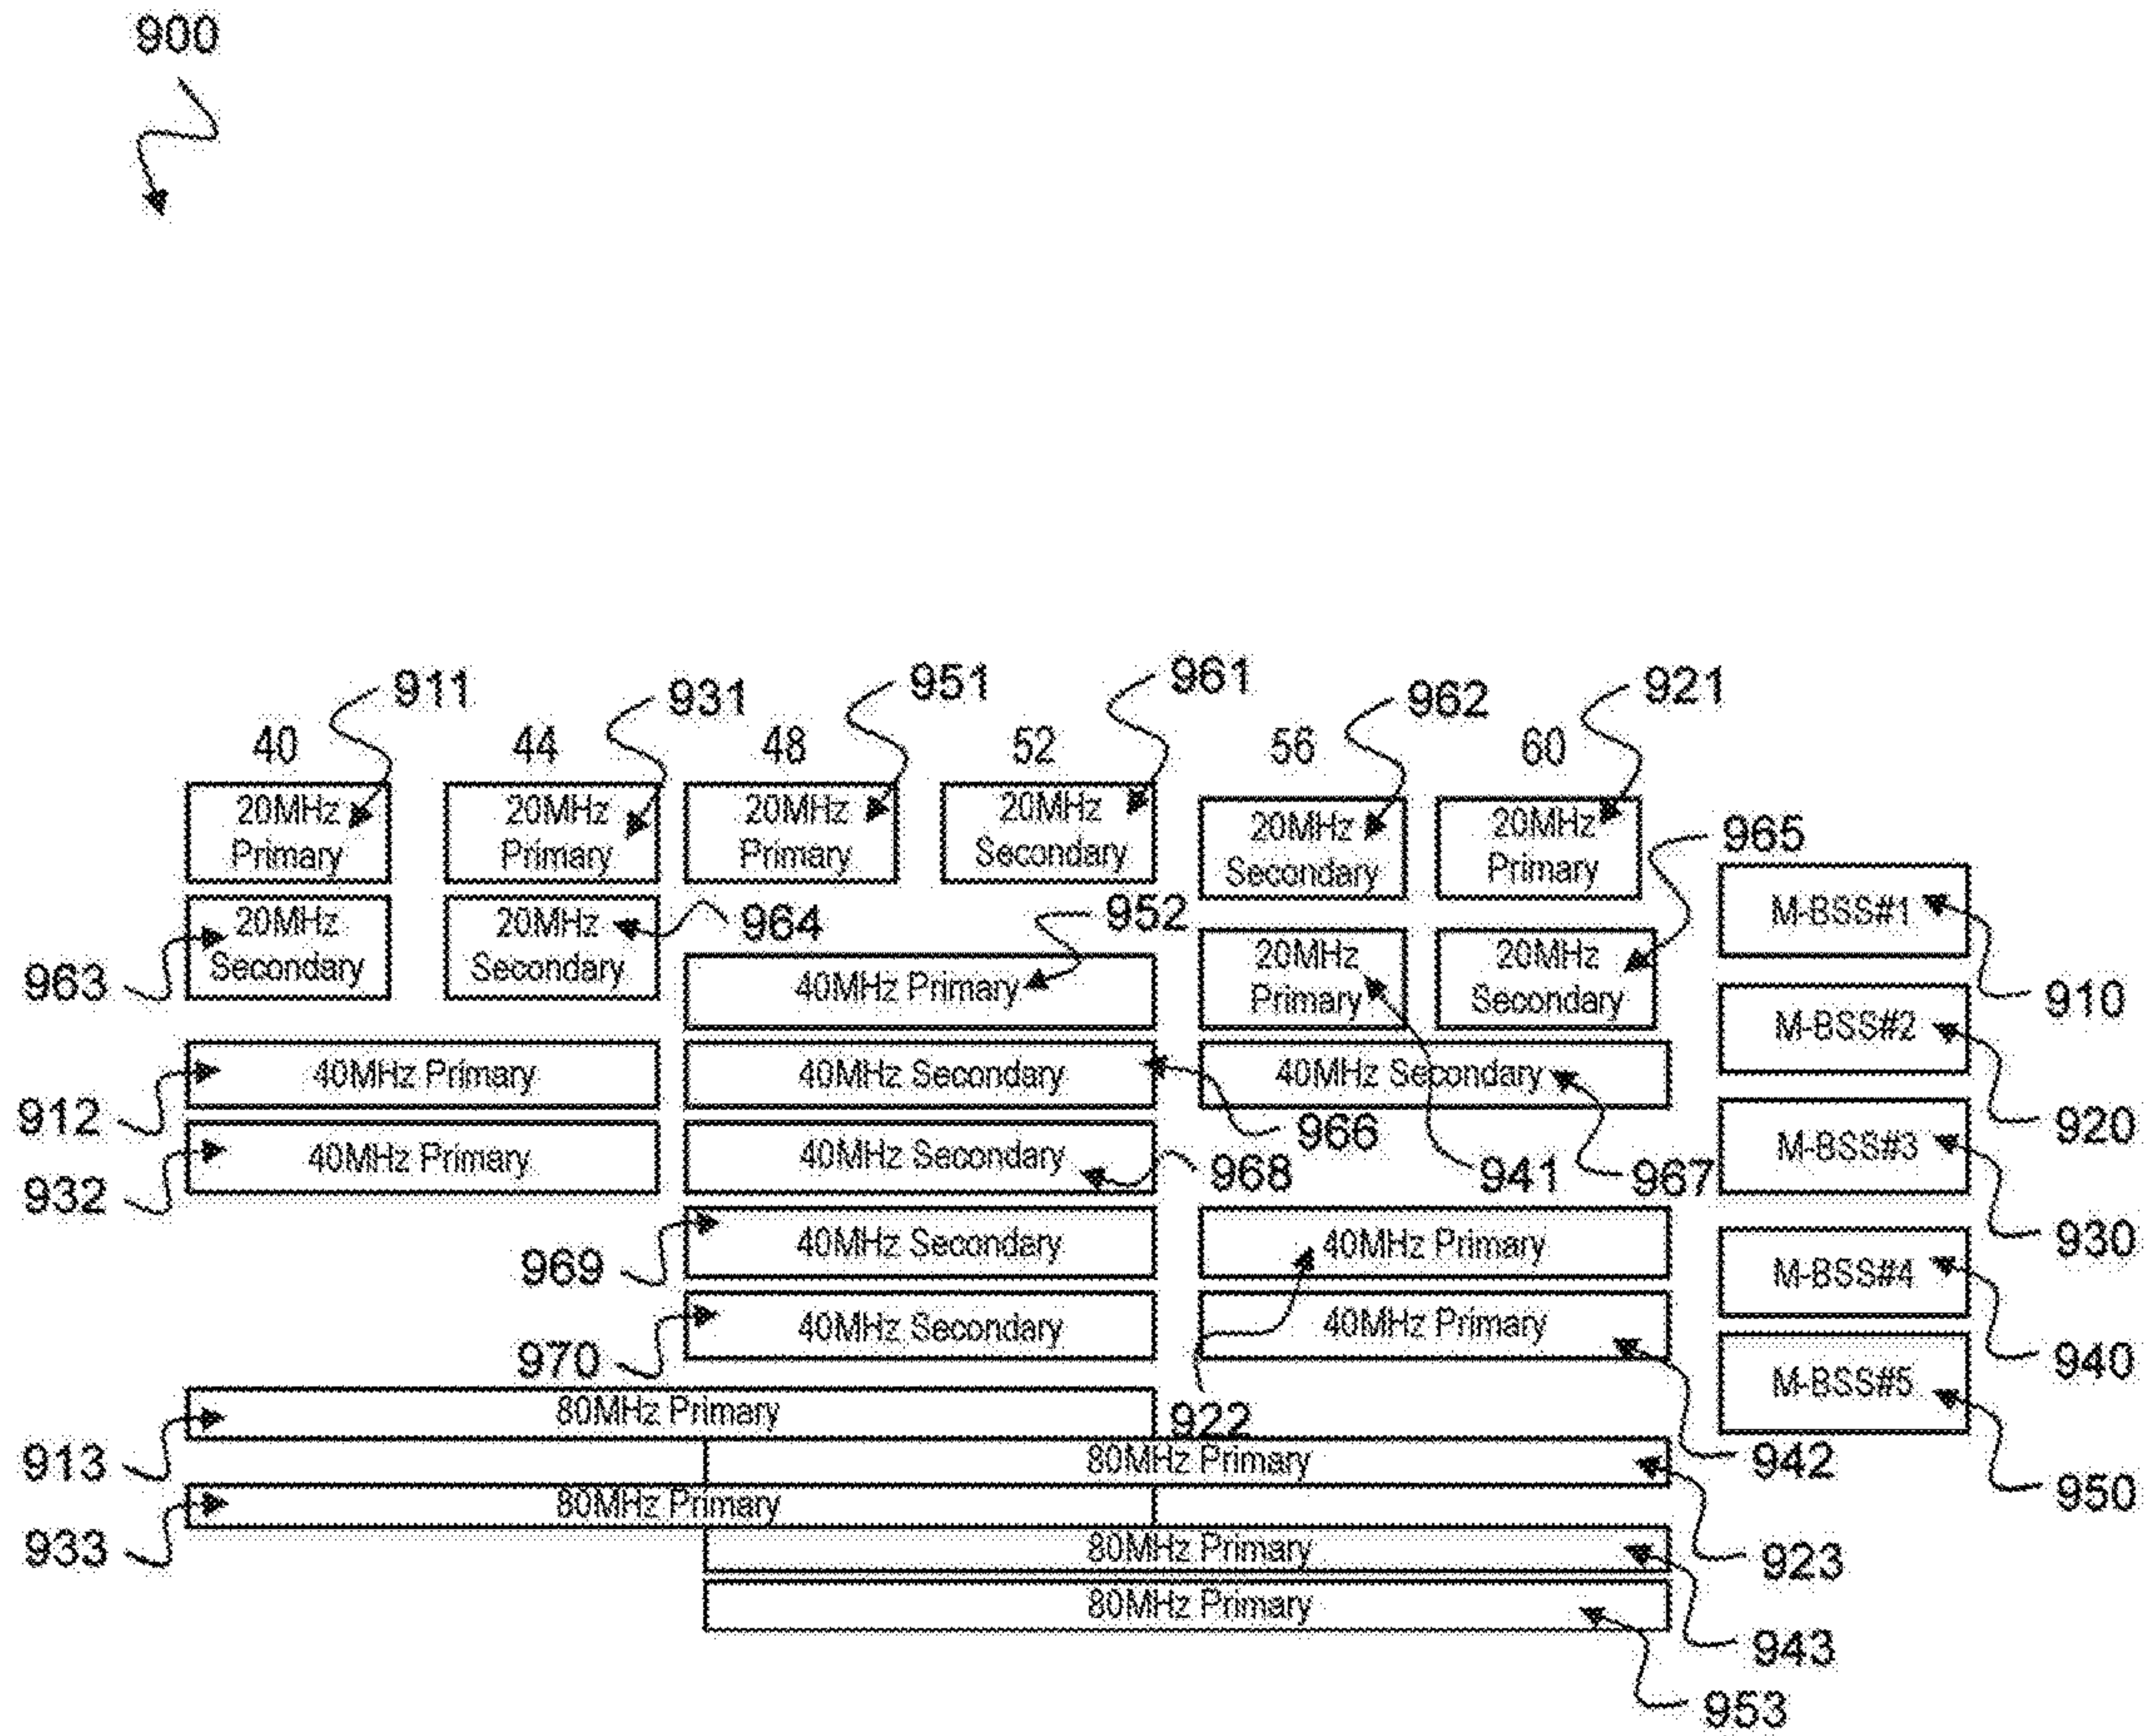 900
911
931
951
961
962
921
40
44
48
52
56
60
20MHz
Primary
20MHz
Primary
20MHz
Primary
20MHz
Secondary
20MHz
Secondary
20MHz
Primary
965
963
20MHz
Secondary
20MHz
Secondary
964
952
40MHz Primary
20MHz
Primary
20MHz
Secondary
M-BSS#1
910
912
40MHz Primary
40MHz Secondary
40MHz Secondary
M-BSS#2
920
932
40MHz Primary
40MHz Secondary
966
968
941
967
M-BSS#3
930
969
40MHz Secondary
40MHz Primary
M-BSS#4
940
970
40MHz Secondary
40MHz Primary
M-BSS#5
950
913
80MHz Primary
922
942
80MHz Primary
923
933
80MHz Primary
80MHz Primary
943
80MHz Primary
953